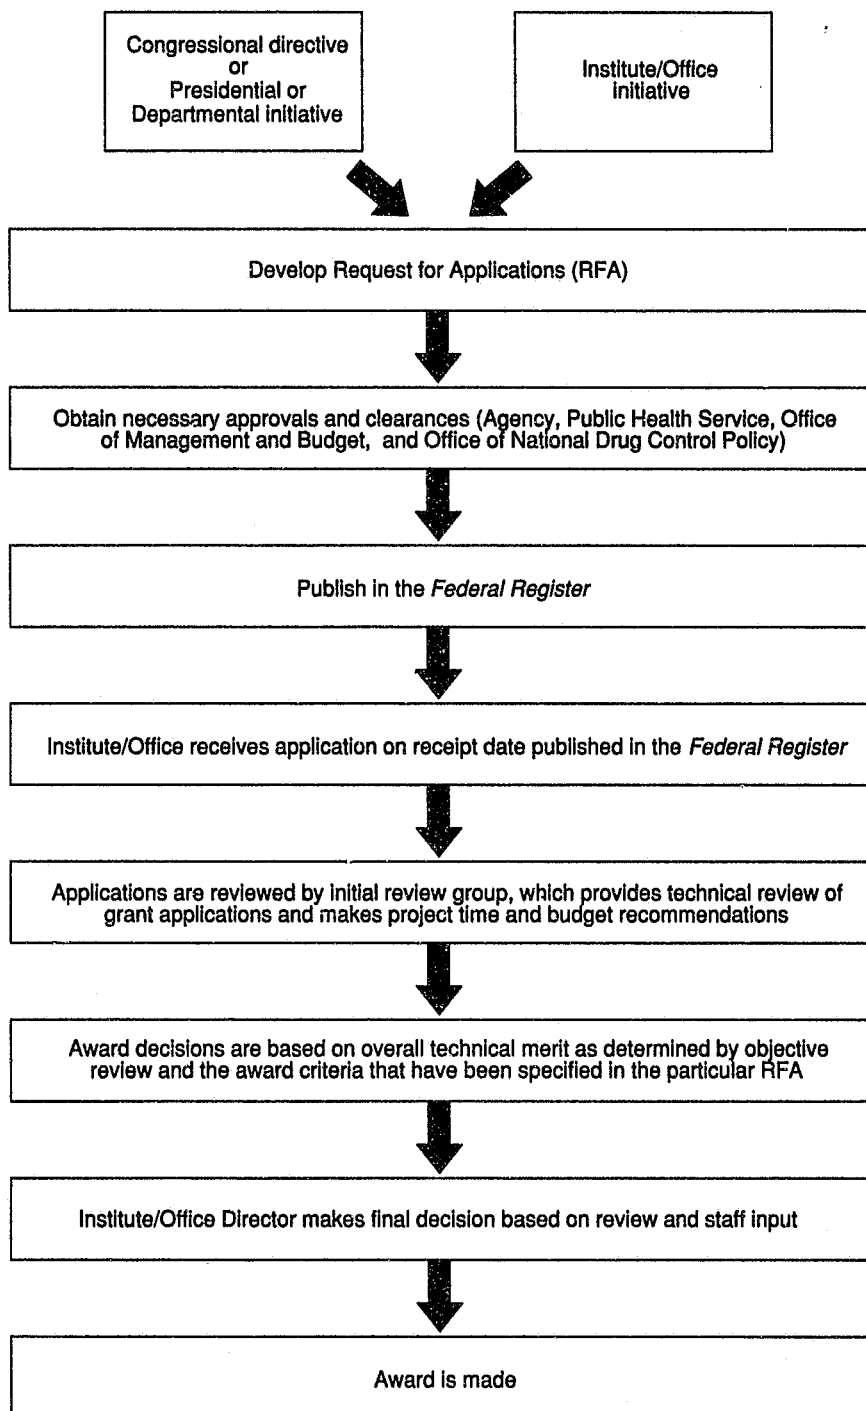 Congressional directive
or
Presidential or
Departmental initiative
Institute/Office
initiative
Develop Request for Applications (RFA)
Obtain necessary approvals and clearances (Agency, Public Health Service, Office
of Management and Budget, and Office of National Drug Control Policy)
Publish in the Federal Register
Institute/Office receives application on receipt date published in the Federal Register
Applications are reviewed by initial review group, which provides technical review of
grant applications and makes project time and budget recommendations
Award decisions are based on overall technical merit as determined by objective
review and the award criteria that have been specified in the particular RFA
Institute/Office Director makes final decision based on review and staff input
Award is made